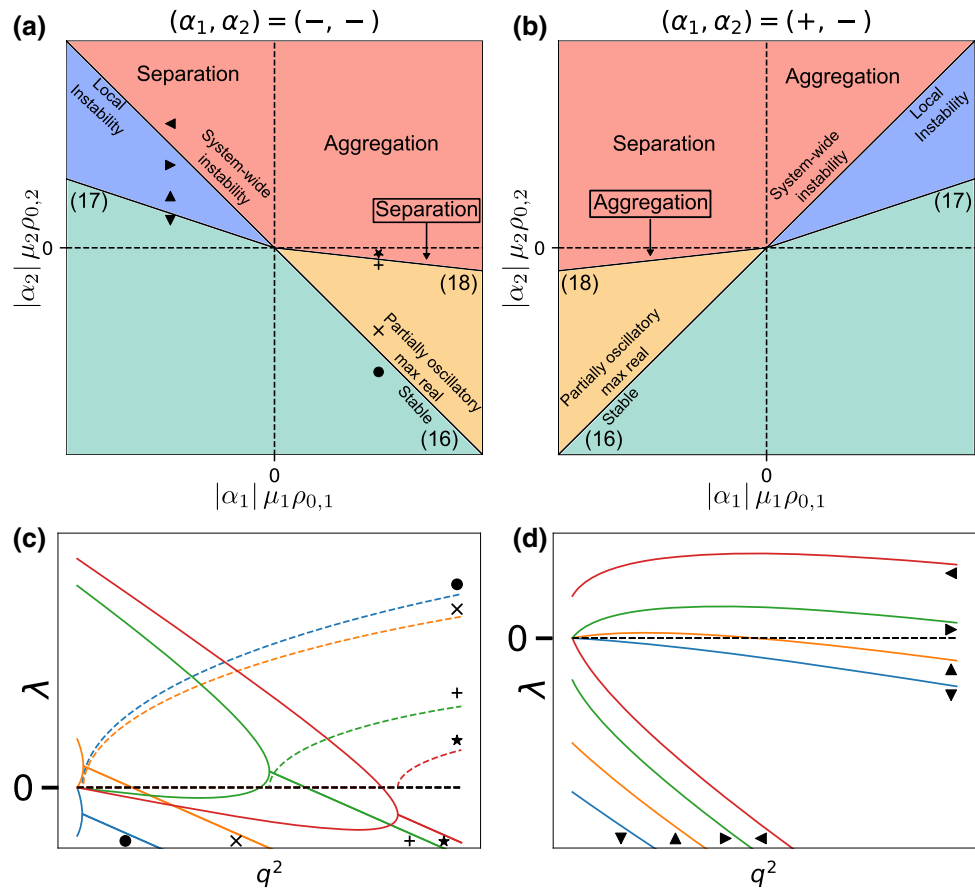 (a)
(α₁, α₂) = (−, −)
Separation
Local
Instability
System-wide
instability
Aggregation
Separation
(17)
(18)
Partially oscillatory
max real
Stable
(16)
0
|α₂| μ₂ρ₀,₂
0
|α₁| μ₁ρ₀,₁
(b)
(α₁, α₂) = (+, −)
Aggregation
Local
Instability
System-wide
instability
Separation
Aggregation
(17)
(18)
Partially oscillatory
max real
Stable
(16)
0
|α₂| μ₂ρ₀,₂
0
|α₁| μ₁ρ₀,₁
(c)
λ
0
q²
(d)
λ
0
q²